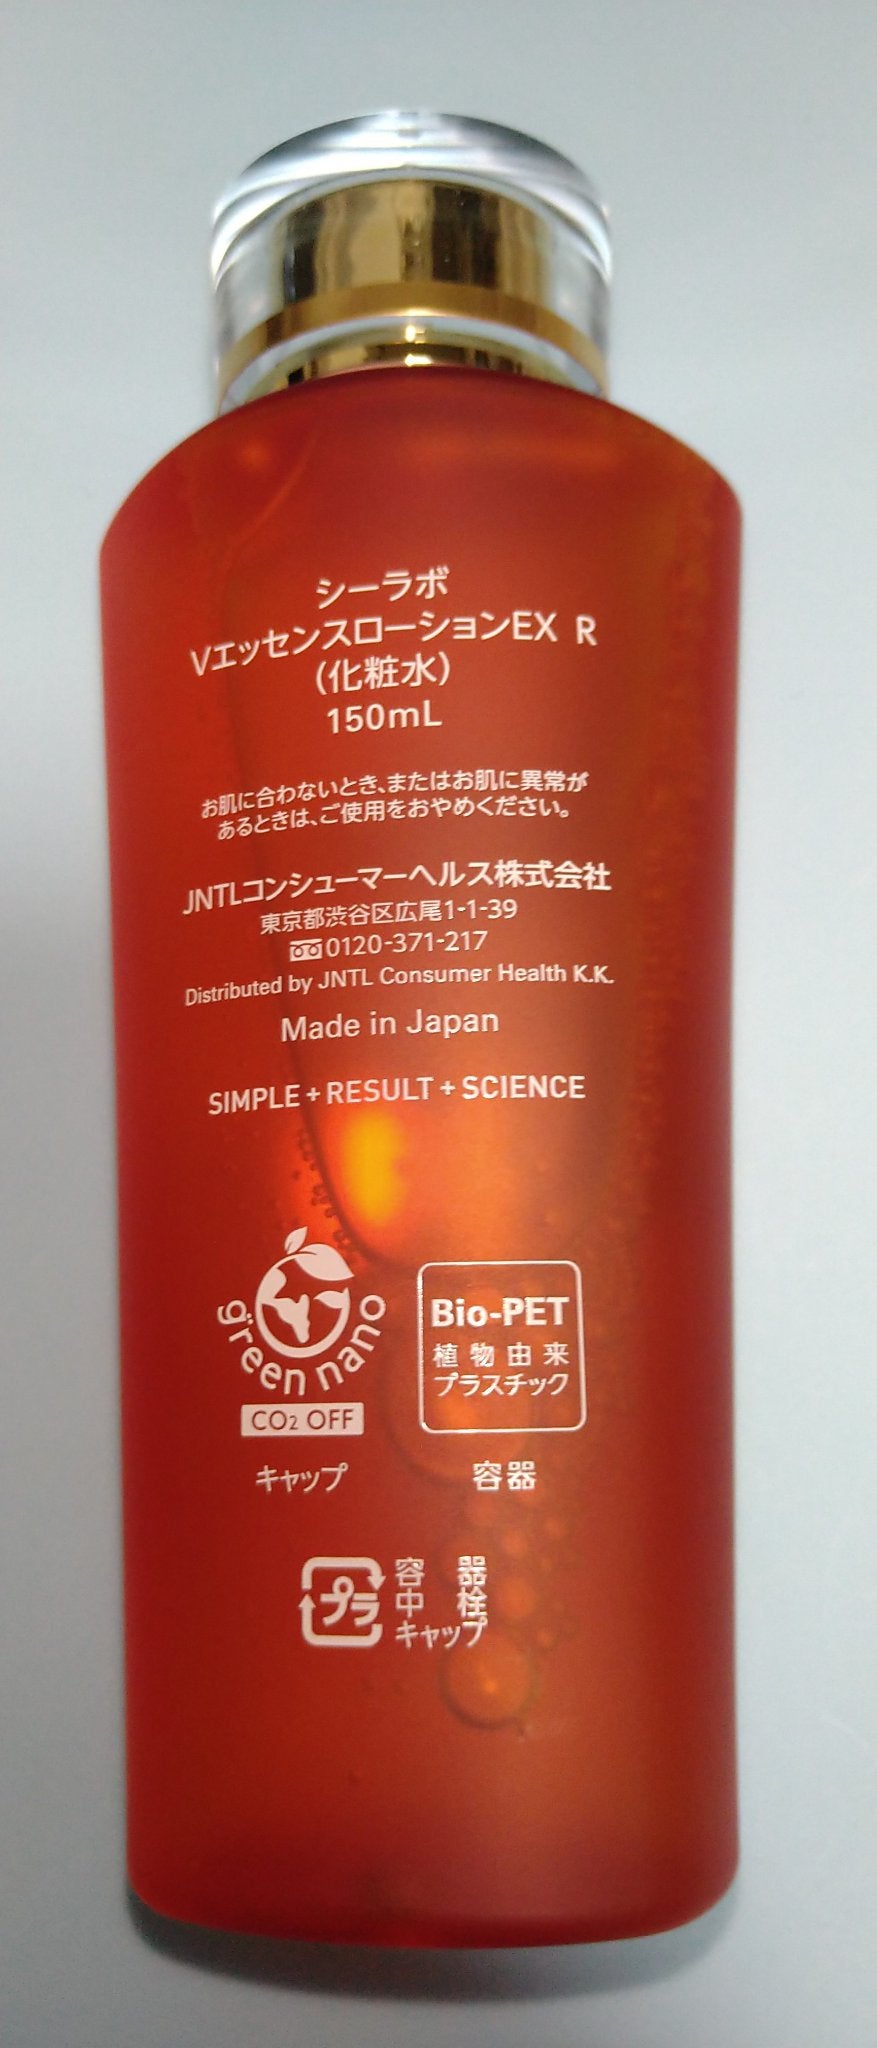 シーラボ
VエッセンスローションEX R
(化粧水)
150mL
お肌に合わないとき、またはお肌に異常が
あるときは、ご使用をおやめください。
JNTLコンシューマーヘルス株式会社
東京都渋谷区広尾1-1-39
0120-371-217
Distributed by JNTL Consumer Health K.K.
Made in Japan
SIMPLE + RESULT + SCIENCE
green nano
CO2 OFF
キャップ
Bio-PET
植物由来
プラスチック
容器
プラ
容器
中栓
キャップ